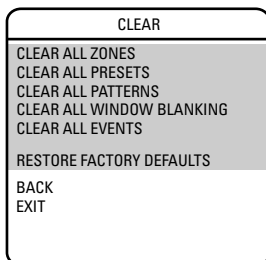 CLEAR
CLEAR ALL ZONES
CLEAR ALL PRESETS
CLEAR ALL PATTERNS
CLEAR ALL WINDOW BLANKING
CLEAR ALL EVENTS
RESTORE FACTORY DEFAULTS
BACK
EXIT